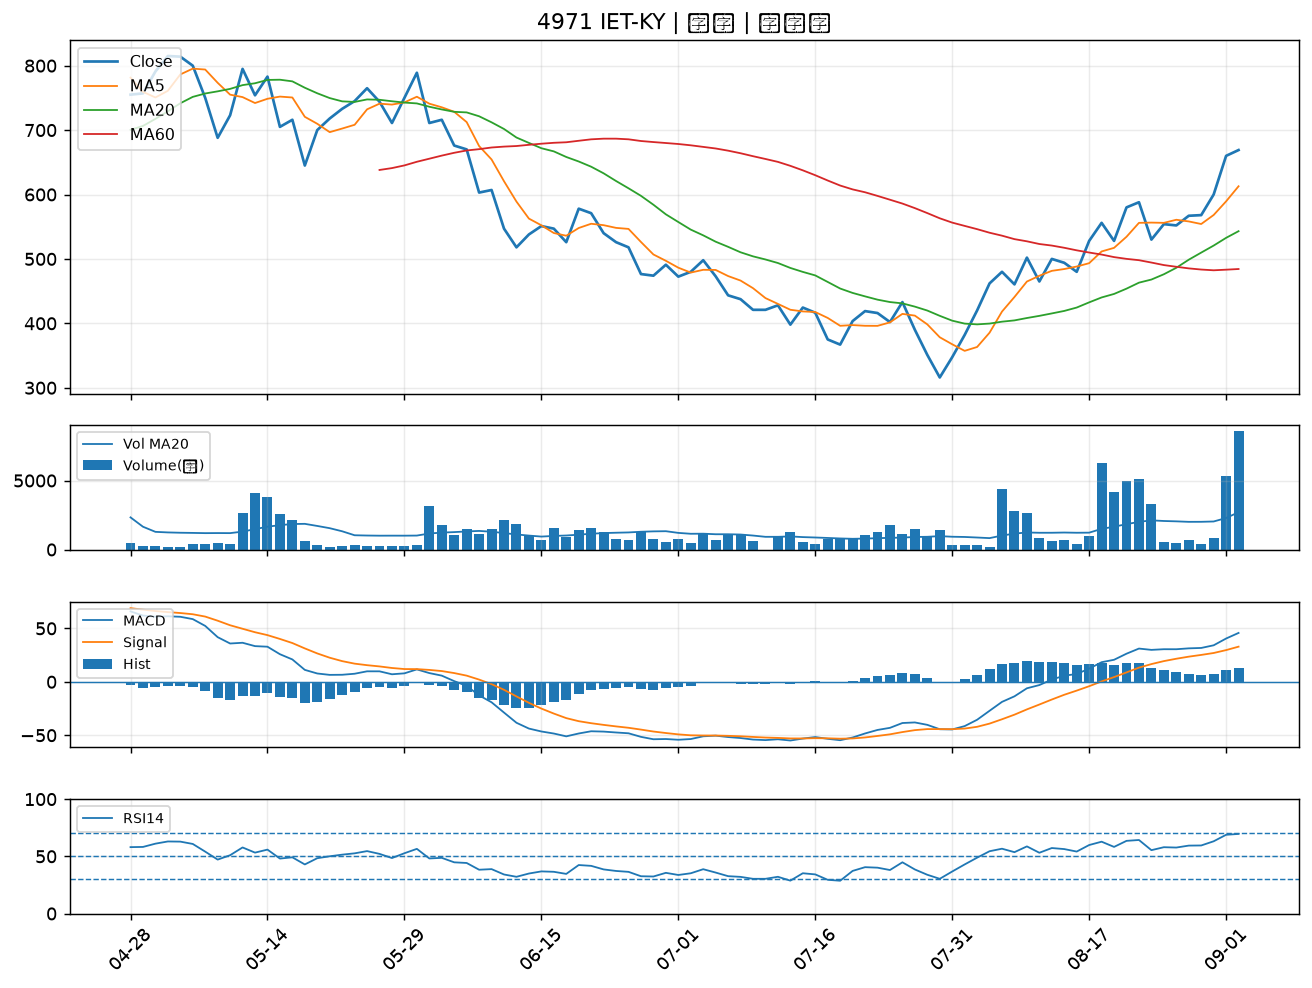 4971 IET-KY | |
Close
MA5
MA20
MA60
800
700
600
500
400
300
Vol MA20
Volume( )
5000
0
MACD
Signal
Hist
50
0
−50
RSI14
100
50
0
04-28
05-14
05-29
06-15
07-01
07-16
07-31
08-17
09-01